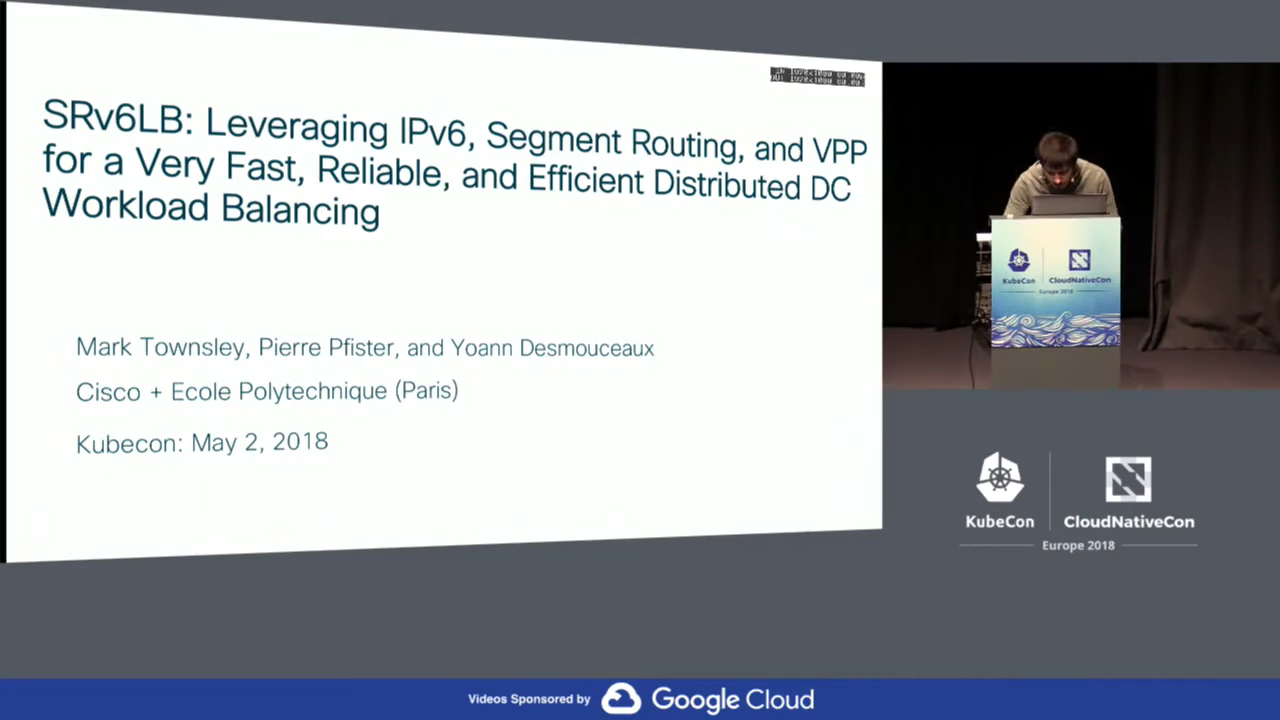 SRv6LB: Leveraging IPv6, Segment Routing, and VPP
for a Very Fast, Reliable, and Efficient Distributed DC
Workload Balancing
Mark Townsley, Pierre Pfister, and Yoann Desmouceaux
Cisco + Ecole Polytechnique (Paris)
Kubecon: May 2, 2018
KubeCon
CloudNativeCon
Europe 2018
KubeCon
CloudNativeCon
Europe 2018
Videos Sponsored by Google Cloud